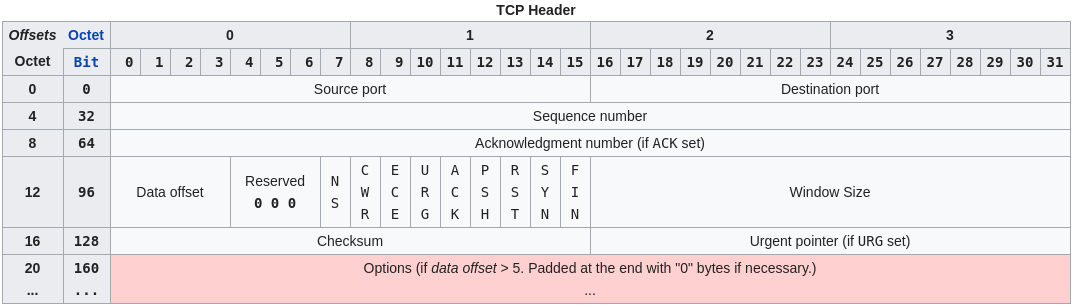 TCP Header
Offsets Octet 0 1 2 3
Octet Bit 0 1 2 3 4 5 6 7 8 9 10 11 12 13 14 15 16 17 18 19 20 21 22 23 24 25 26 27 28 29 30 31
0 0 Source port Destination port
4 32 Sequence number
8 64 Acknowledgment number (if ACK set)
12 96 Data offset Reserved 0 0 0 NS CWR ECE URG ACK PSH RST SYN FIN Window Size
16 128 Checksum Urgent pointer (if URG set)
20 160 Options (if data offset > 5. Padded at the end with "0" bytes if necessary.)
... ... ...